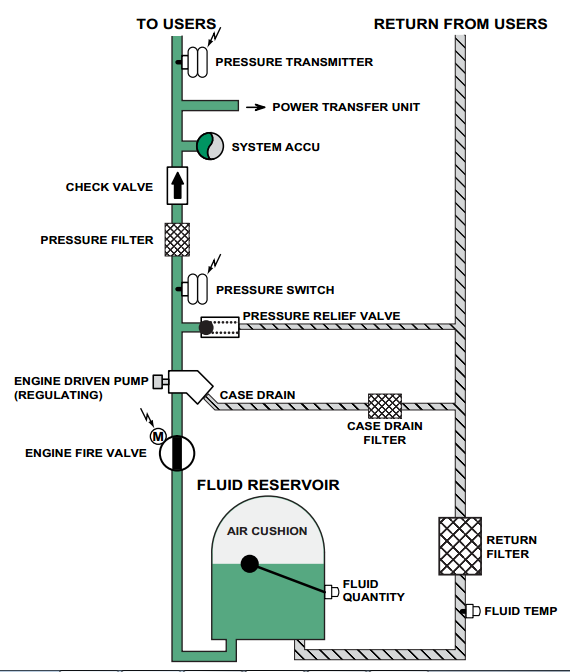 TO USERS
RETURN FROM USERS
PRESSURE TRANSMITTER
POWER TRANSFER UNIT
SYSTEM ACCU
CHECK VALVE
PRESSURE FILTER
PRESSURE SWITCH
PRESSURE RELIEF VALVE
ENGINE DRIVEN PUMP
(REGULATING)
CASE DRAIN
CASE DRAIN
FILTER
M
ENGINE FIRE VALVE
FLUID RESERVOIR
AIR CUSHION
RETURN
FILTER
FLUID
QUANTITY
FLUID TEMP